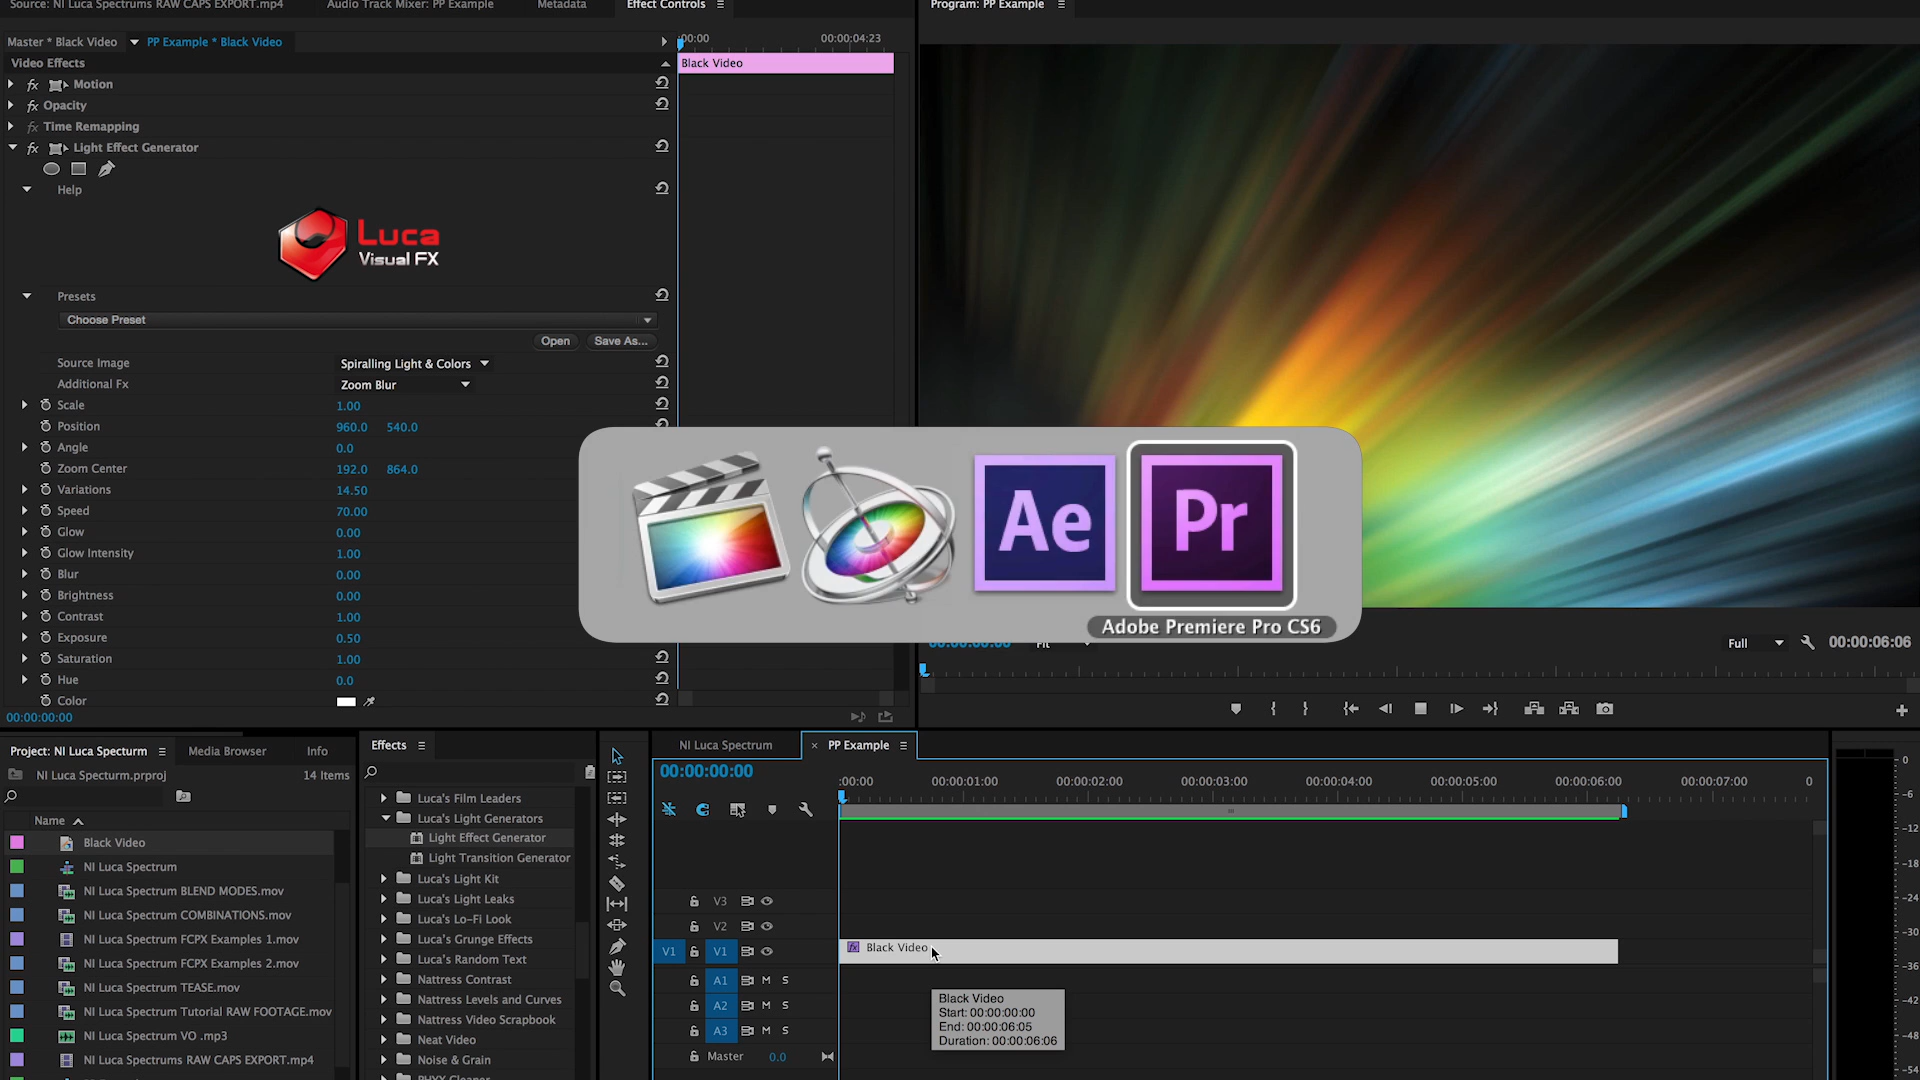 Source: NI Luca Spectrums RAW CAPS EXPORT.mp4
Audio Track Mixer: PP Example
Metadata
Effect Controls
Program: PP Example
Master * Black Video
PP Example * Black Video
:00:00
00:00:04:23
Video Effects
Black Video
fx Motion
fx Opacity
fx Time Remapping
fx Light Effect Generator
Help
Luca
Visual FX
Presets
Choose Preset
Open
Save As...
Source Image
Spiralling Light & Colors
Additional Fx
Zoom Blur
Scale
1.00
Position
960.0 540.0
Angle
0.0
Zoom Center
192.0 864.0
Variations
14.50
Speed
70.00
Glow
0.00
Glow Intensity
1.00
Blur
0.00
Brightness
0.00
Contrast
1.00
Exposure
0.50
Saturation
1.00
Hue
0.0
Color
00:00:00:00
Ae
Pr
Adobe Premiere Pro CS6
00:00:00:00
Fit
Full
00:00:06:06
Project: NI Luca Specturm
Media Browser
Info
NI Luca Specturm.prproj
14 Items
Name
Black Video
NI Luca Spectrum
NI Luca Spectrum BLEND MODES.mov
NI Luca Spectrum COMBINATIONS.mov
NI Luca Spectrum FCPX Examples 1.mov
NI Luca Spectrum FCPX Examples 2.mov
NI Luca Spectrum TEASE.mov
NI Luca Spectrum Tutorial RAW FOOTAGE.mov
NI Luca Spectrum VO .mp3
NI Luca Spectrums RAW CAPS EXPORT.mp4
Effects
Luca's Film Leaders
Luca's Light Generators
Light Effect Generator
Light Transition Generator
Luca's Light Kit
Luca's Light Leaks
Luca's Lo-Fi Look
Luca's Grunge Effects
Luca's Random Text
Nattress Contrast
Nattress Levels and Curves
Nattress Video Scrapbook
Neat Video
Noise & Grain
NI Luca Spectrum
× PP Example
00:00:00:00
:00:00
00:00:01:00
00:00:02:00
00:00:03:00
00:00:04:00
00:00:05:00
00:00:06:00
00:00:07:00
0
V3
V2
V1 V1
fx Black Video
A1 M S
A2 M S
A3 M S
Master 0.0
Black Video
Start: 00:00:00:00
End: 00:00:06:05
Duration: 00:00:06:06
0
-6
-12
-18
-24
-30
-36
-42
-48
-54